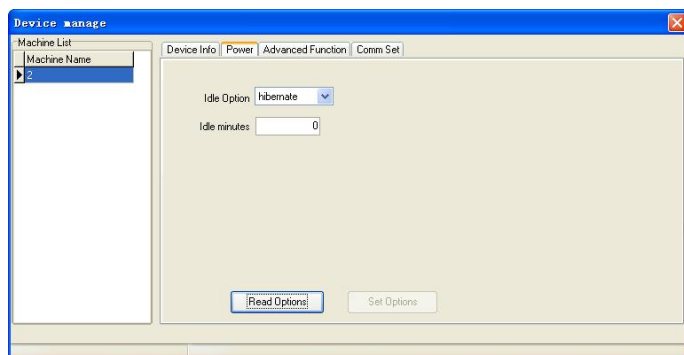 Device manage
Machine List
Machine Name
2
Device Info Power Advanced Function Comm Set
Idle Option hibernate
Idle minutes 0
Read Options Set Options